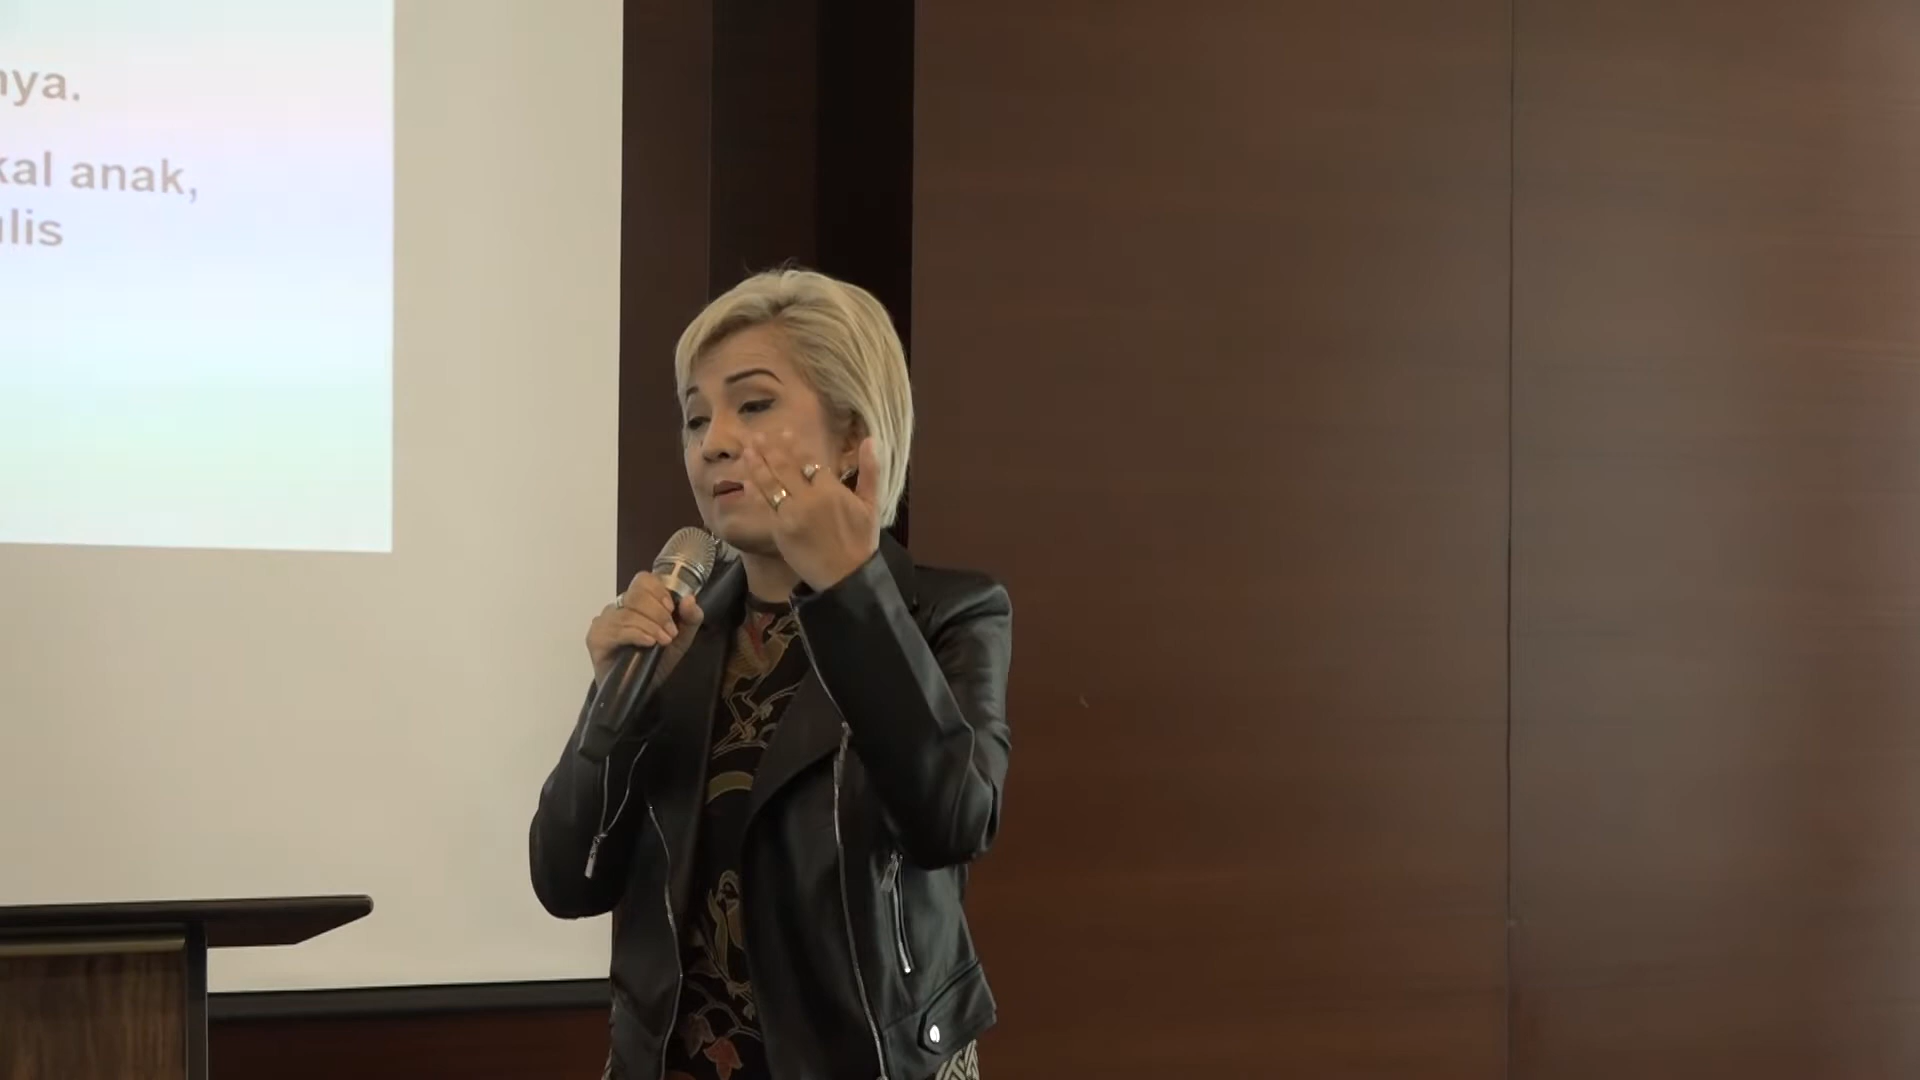 nya.
kal anak,
ulis